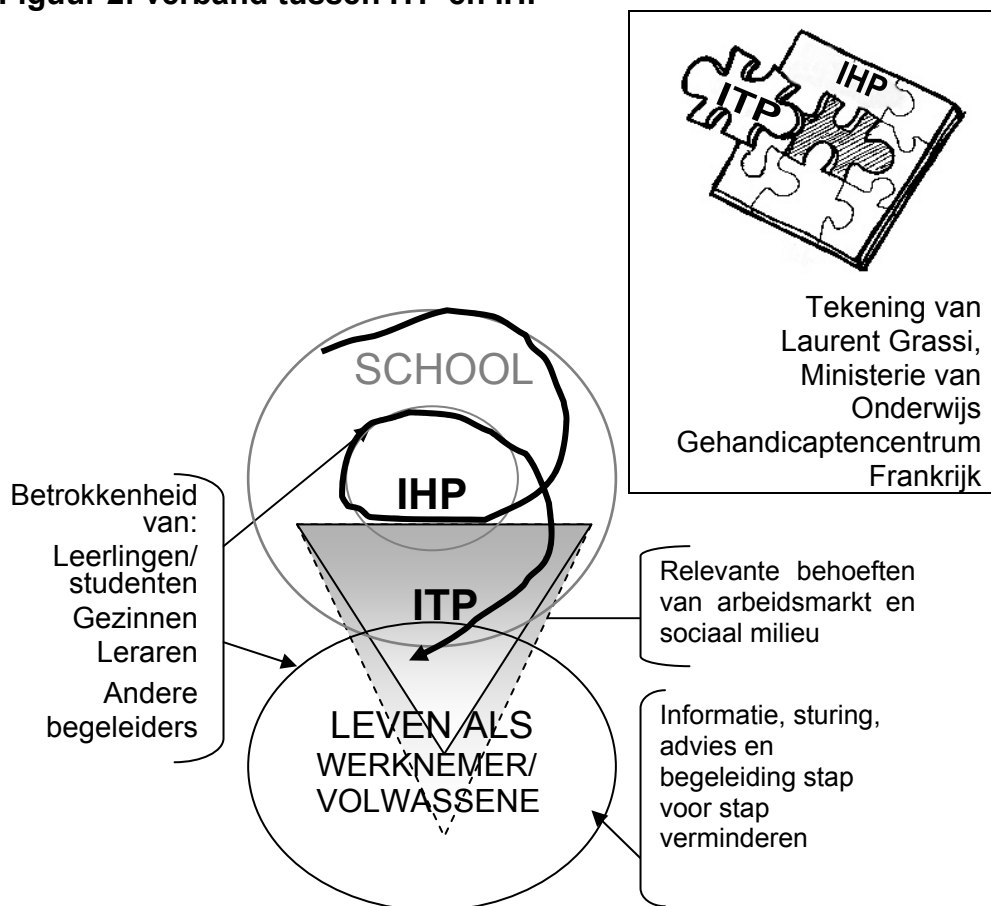 Figuur 2: Verband tussen ITP en IHP
ITP
IHP
Tekening van
Laurent Grassi,
Ministerie van
Onderwijs
Gehandicaptencentrum
Frankrijk
SCHOOL
IHP
ITP
LEVEN ALS
WERKNEMER/
VOLWASSENE
Betrokkenheid
van:
Leerlingen/
studenten
Gezinnen
Leraren
Andere
begeleiders
Relevante behoeften
van arbeidsmarkt en
sociaal milieu
Informatie, sturing,
advies en
begeleiding stap
voor stap
verminderen